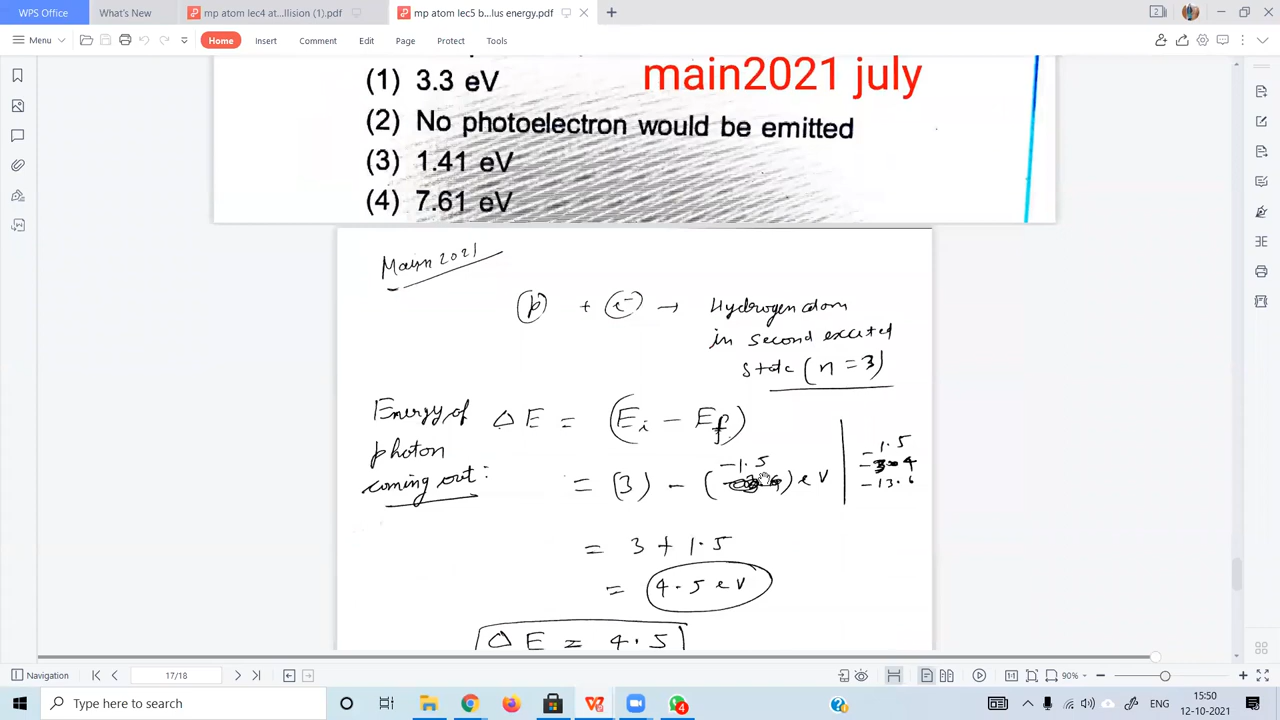 WPS Office
What's New
mp atom lec4 at...llision (1).pdf
mp atom lec5 b...lus energy.pdf
Menu
Home
Insert
Comment
Edit
Page
Protect
Tools
(1) 3.3 eV
main2021 july
(2) No photoelectron would be emitted
(3) 1.41 eV
(4) 7.61 eV
Main 2021
p + e⁻ → Hydrogen atom
in second excited
state (n = 3)
Energy of
photon
coming out:
Δ E = (Ei − Ef)
= (3) − (−1.5) eV
−1.5
−3.4
−13.6
= 3 + 1.5
= 4.5 eV
Δ E = 4.5
Navigation
17/18
90%
Type here to search
4
15:50
12-10-2021